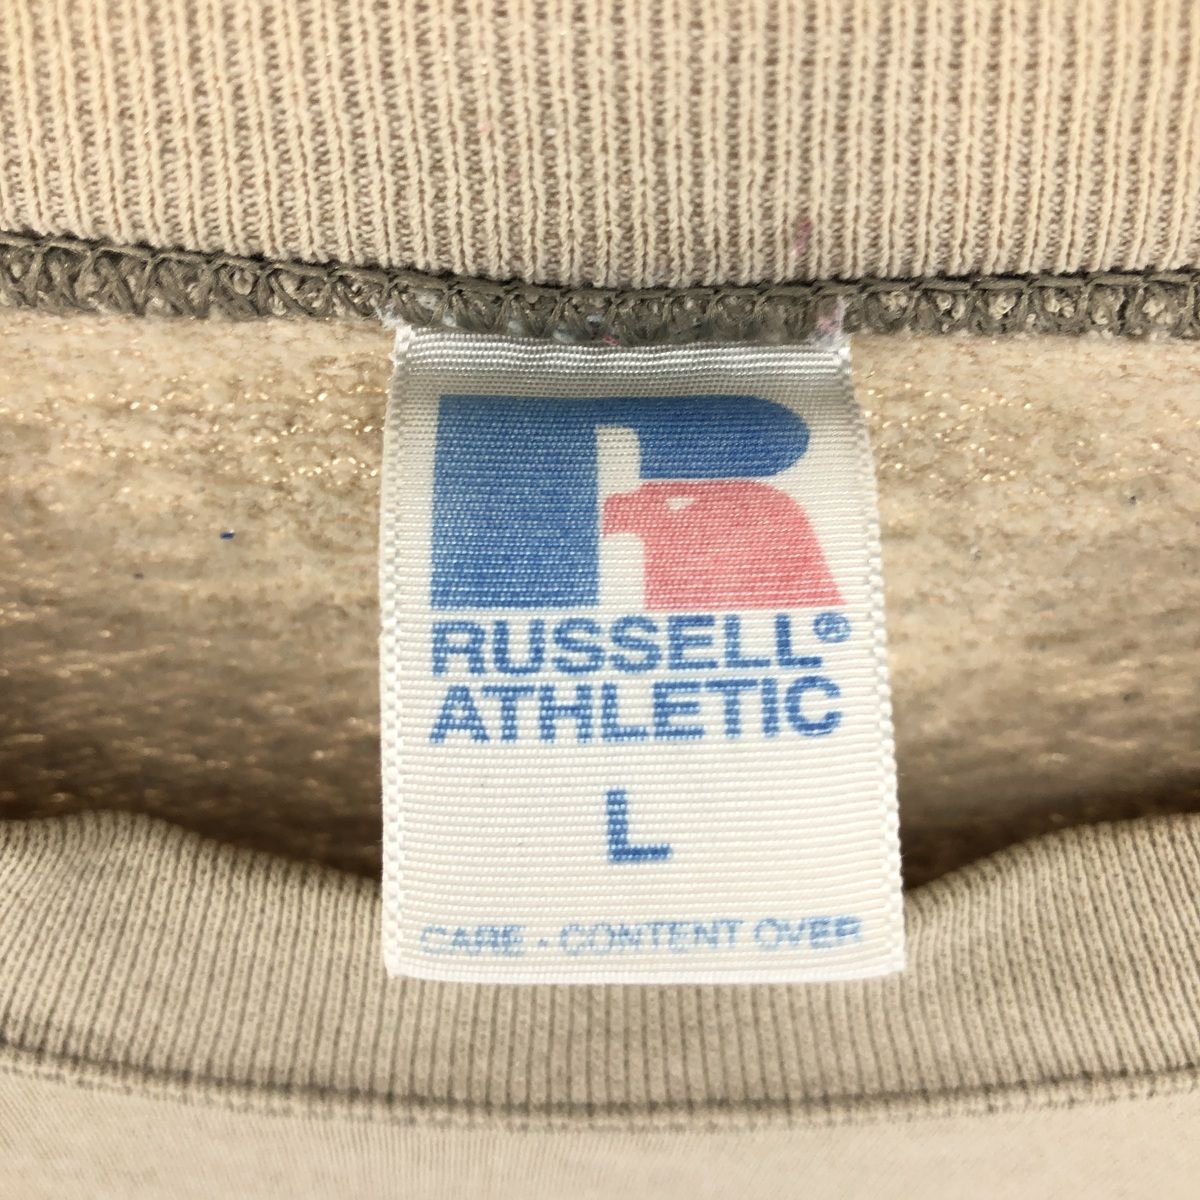 RUSSELL®
ATHLETIC
L
CARE - CONTENT OVER